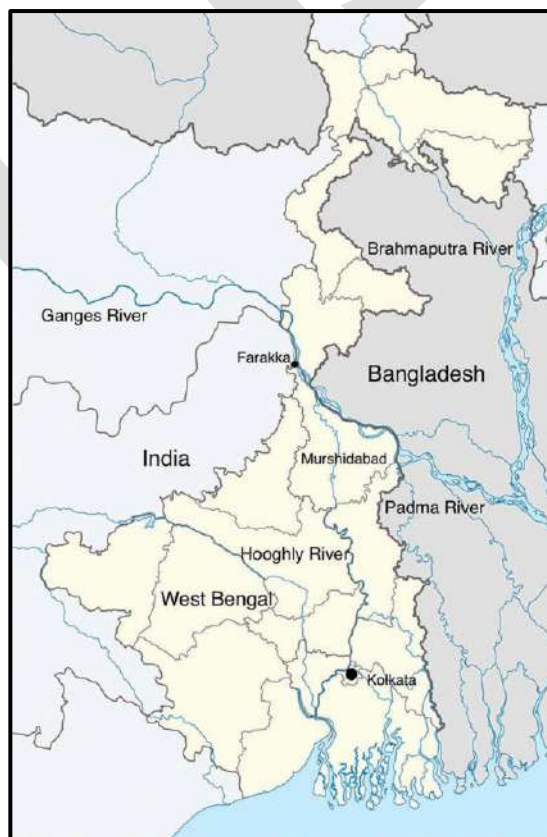 Brahmaputra River
Ganges River
Farakka
Bangladesh
India
Murshidabad
Padma River
Hooghly River
West Bengal
Kolkata